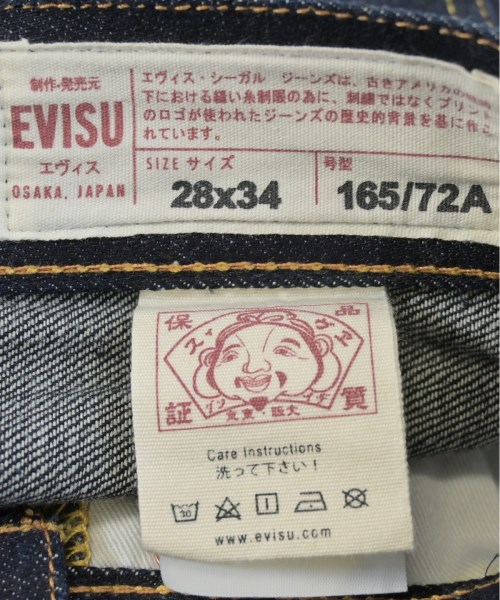 制作・発売元
EVISU
エヴィス
OSAKA, JAPAN
エヴィス・シーガル ジーンズは、古きアメリカの
下における縫い糸制限の為に、刺繍ではなくプリント
のロゴが使われたジーンズの歴史的背景を基に作
れています。
SIZE サイズ
号型
28x34
165/72A
保 品
証 質
Care Instructions
洗って下さい!
www.evisu.com